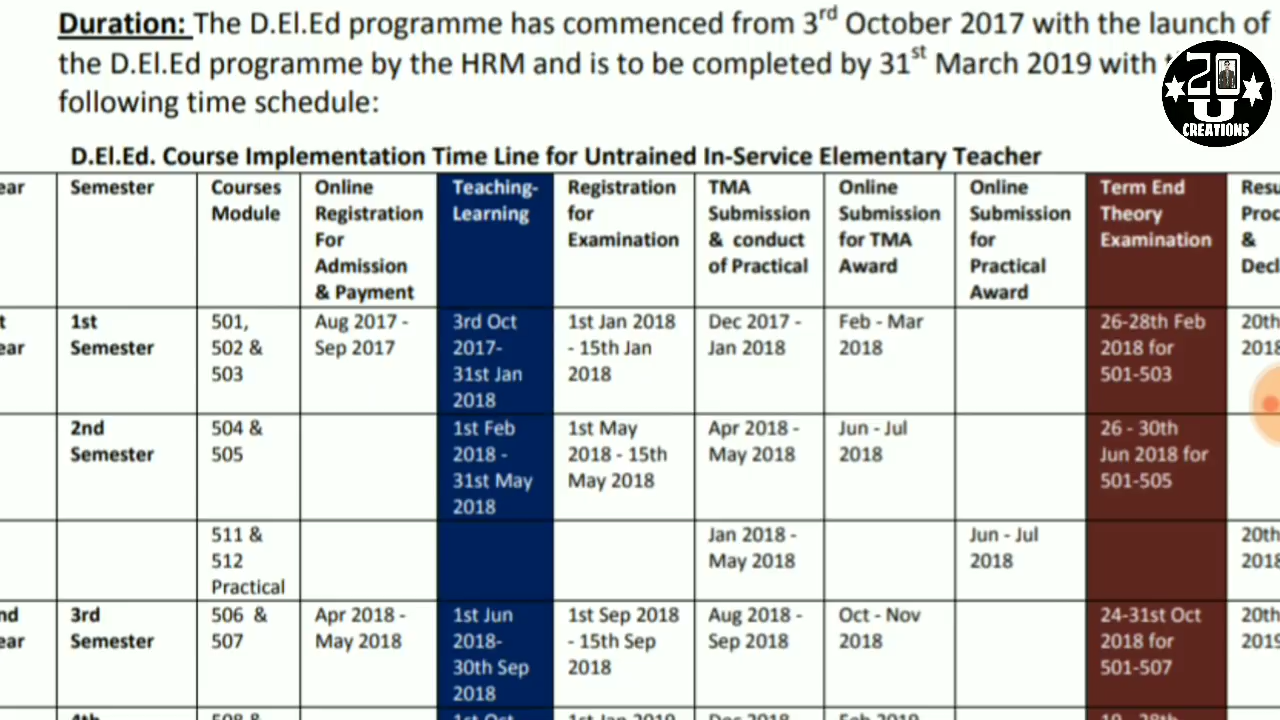 Duration: The D.El.Ed programme has commenced from 3rd October 2017 with the launch of
the D.El.Ed programme by the HRM and is to be completed by 31st March 2019 with
following time schedule:
20
U
CREATIONS
D.El.Ed. Course Implementation Time Line for Untrained In-Service Elementary Teacher
Semester
Courses
Module
Online
Registration
For
Admission
& Payment
Teaching-
Learning
Registration
for
Examination
TMA
Submission
& conduct
of Practical
Online
Submission
for TMA
Award
Online
Submission
for
Practical
Award
Term End
Theory
Examination
&
1st
Semester
501,
502 &
503
Aug 2017 -
Sep 2017
3rd Oct
2017-
31st Jan
2018
1st Jan 2018
- 15th Jan
2018
Dec 2017 -
Jan 2018
Feb - Mar
2018
26-28th Feb
2018 for
501-503
20th
2018
2nd
Semester
504 &
505
1st Feb
2018 -
31st May
2018
1st May
2018 - 15th
May 2018
Apr 2018 -
May 2018
Jun - Jul
2018
26 - 30th
Jun 2018 for
501-505
511 &
512
Practical
Jan 2018 -
May 2018
Jun - Jul
2018
20th
2018
3rd
Semester
506 &
507
Apr 2018 -
May 2018
1st Jun
2018-
30th Sep
2018
1st Sep 2018
- 15th Sep
2018
Aug 2018 -
Sep 2018
Oct - Nov
2018
24-31st Oct
2018 for
501-507
20th
2019